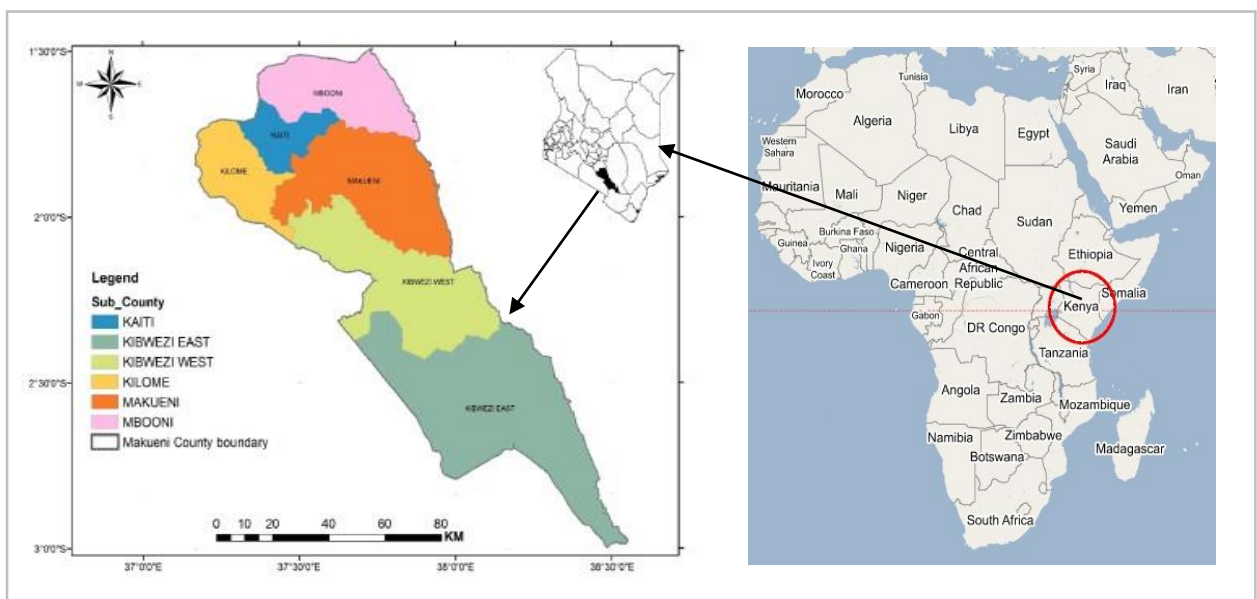 1°30'0"S
N
W
E
S
MBOONI
KAITI
KILOME
MAKUENI
2°0'0"S
KIBWEZI WEST
Legend
Sub_County
KAITI
KIBWEZI EAST
KIBWEZI WEST
KILOME
MAKUENI
MBOONI
Makueni County boundary
2°30'0"S
KIBWEZI EAST
0 10 20 40 60 80
KM
3°0'0"S
37°0'0"E 37°30'0"E 38°0'0"E 38°30'0"E
Tunisia
Syria
Morocco
Iraq
Iran
Algeria
Libya
Egypt
Western
Sahara
Saudi
Arabia
Oman
Mauritania
Mali
Niger
Chad
Sudan
Yemen
Burkina Faso
Guinea
Ghana
Nigeria
Ivory
Coast
Central
African
Republic
Ethiopia
Cameroon
Somalia
Gabon
Kenya
DR Congo
Tanzania
Angola
Zambia
Mozambique
Namibia
Zimbabwe
Botswana
Madagascar
South Africa